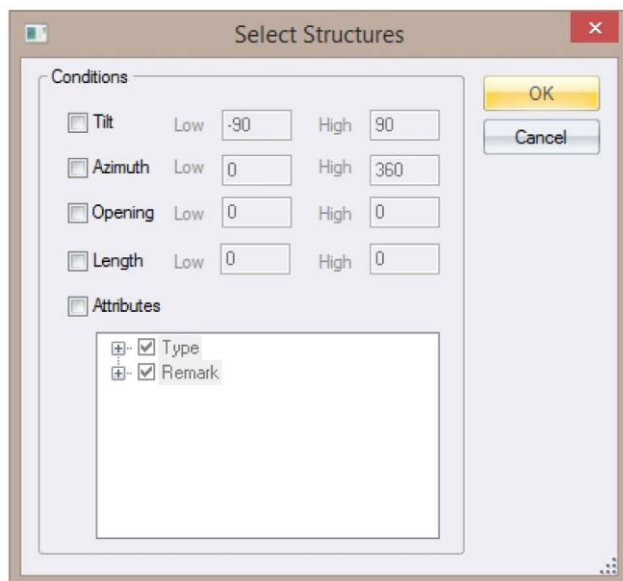 Select Structures
Conditions
OK
Cancel
Tilt Low -90 High 90
Azimuth Low 0 High 360
Opening Low 0 High 0
Length Low 0 High 0
Attributes
Type
Remark